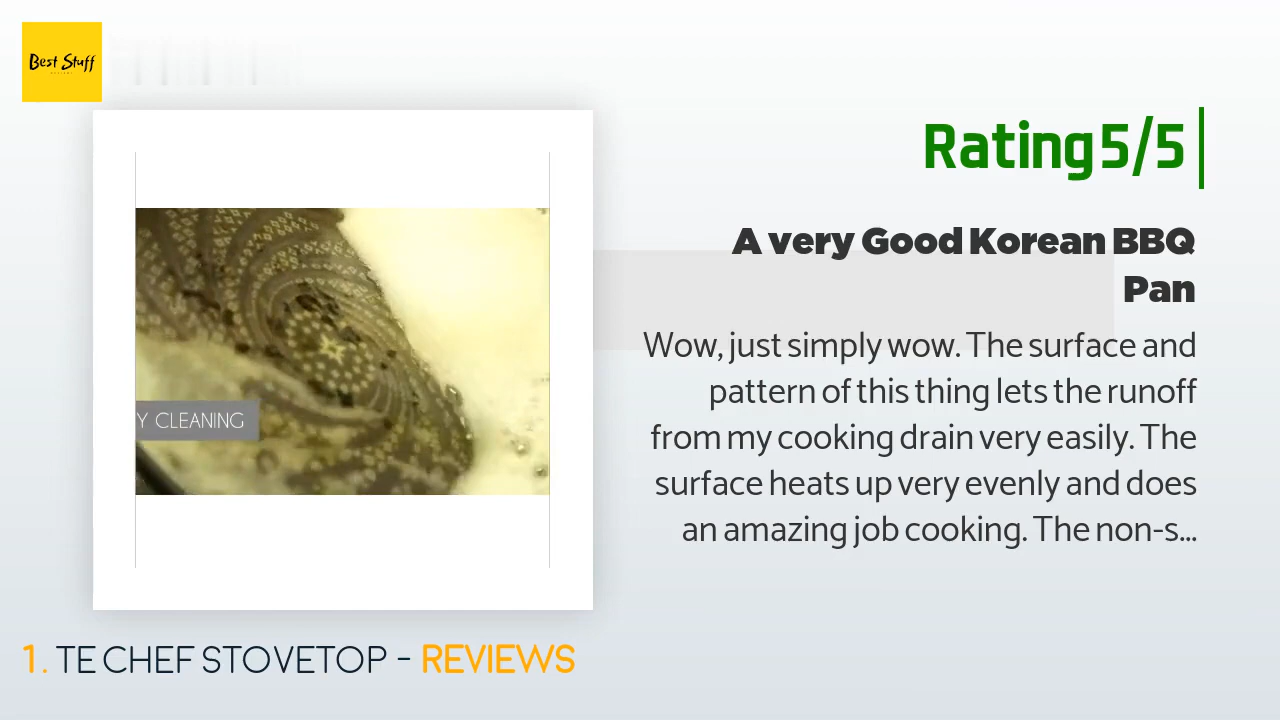 Best Stuff
Rating 5/5
A very Good Korean BBQ
Pan
Wow, just simply wow. The surface and
pattern of this thing lets the runoff
from my cooking drain very easily. The
surface heats up very evenly and does
an amazing job cooking. The non-s...
Y CLEANING
1. TE CHEF STOVETOP - REVIEWS